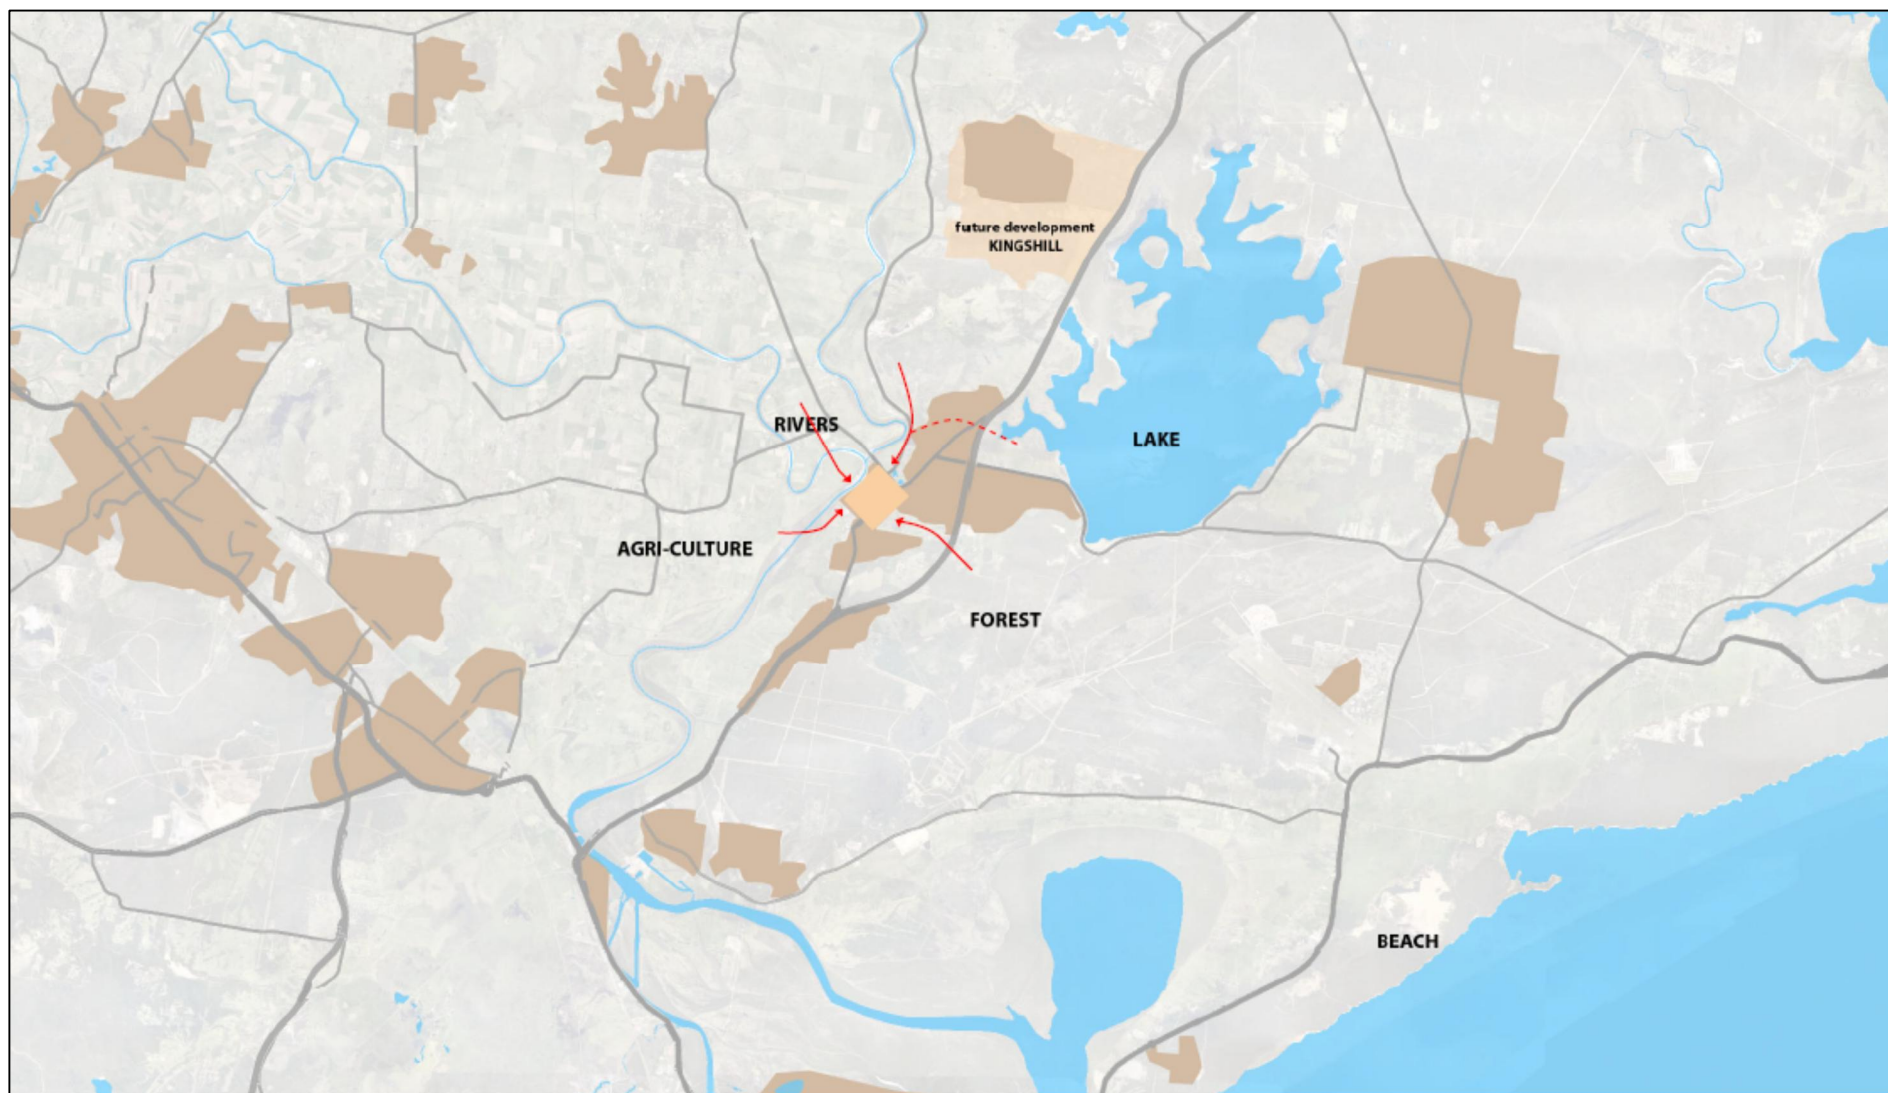 future development
KINGSHILL
RIVERS
LAKE
AGRI-CULTURE
FOREST
BEACH